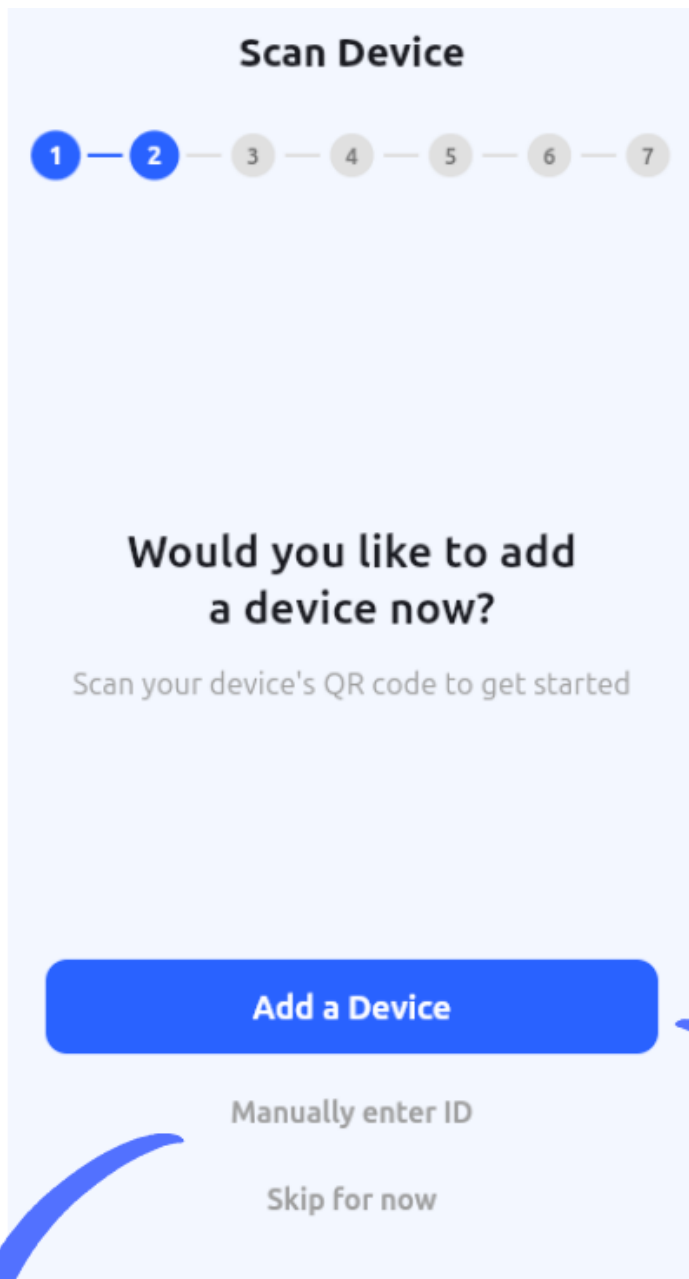 Scan Device
1 2 3 4 5 6 7
Would you like to add
a device now?
Scan your device's QR code to get started
Add a Device
Manually enter ID
Skip for now